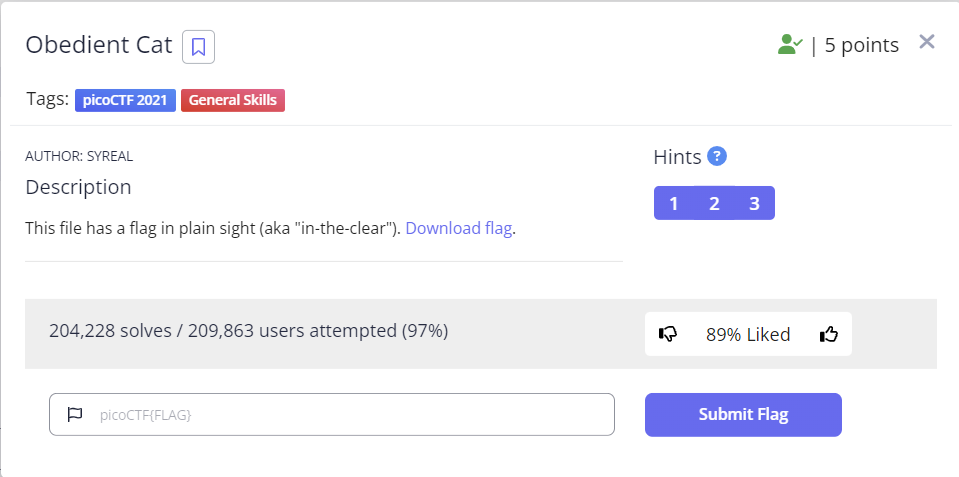 Obedient Cat
| 5 points
Tags: picoCTF 2021 General Skills
AUTHOR: SYREAL
Hints ?
Description
1 2 3
This file has a flag in plain sight (aka "in-the-clear"). Download flag.
204,228 solves / 209,863 users attempted (97%)
89% Liked
picoCTF{FLAG}
Submit Flag